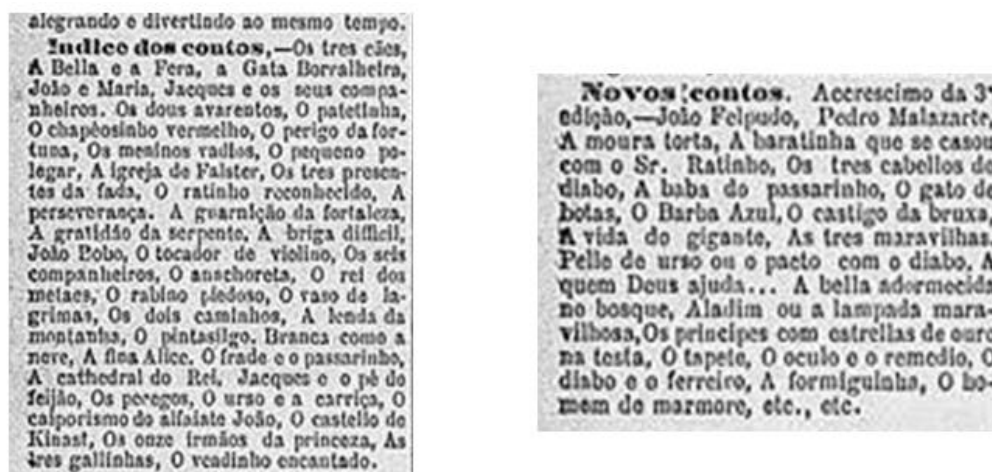 alegrando e divertindo ao mesmo tempo.
Indice dos contos,—Os tres cães,
A Bella e a Fera, a Gata Borralheira,
João e Maria, Jacques e os seus compa-
nheiros. Os dous avarentos, O patetinha,
O chapéosinho vermelho, O perigo da for-
tuna, Os meninos vadios, O pequeno po-
legar, A igreja de Falster, Os tres presen-
tes da fada, O ratinho reconhecido, A
perseverança. A guarnição da fortaleza,
A gratidão da serpente, A briga difficil,
João Bobo, O tocador de violino, Os seis
companheiros, O anachoreta, O rei dos
metaes, O rabino piedoso, O vaso de la-
grimas, Os dois caminhos, A lenda da
montanha, O pintasilgo. Branca como a
neve, A fina Alice. O frade e o passarinho,
A cathedral do Rei, Jacques e o pé de
feijão, Os pecegos, O urso e a carriça, O
caiporismo do alfaiate João, O castello de
Kinast, Os onze irmãos da princeza, As
tres gallinhas, O veadinho encantado.
Novos contos. Accrescimo da 3ª
edição,—João Felpudo, Pedro Malazarte,
A moura torta, A baratinha que se casou
com o Sr. Ratinho, Os tres cabellos do
diabo, A baba do passarinho, O gato de
botas, O Barba Azul, O castigo da bruxa,
A vida do gigante, As tres maravilhas.
Pelle de urso ou o pacto com o diabo, A
quem Deus ajuda... A bella adormecida
no bosque, Aladim ou a lampada mara-
vilhosa, Os principes com estrellas de ouro
na testa, O tapete, O oculo e o remedio, O
diabo e o ferreiro, A formiguinha, O ho-
mem de marmore, etc., etc.